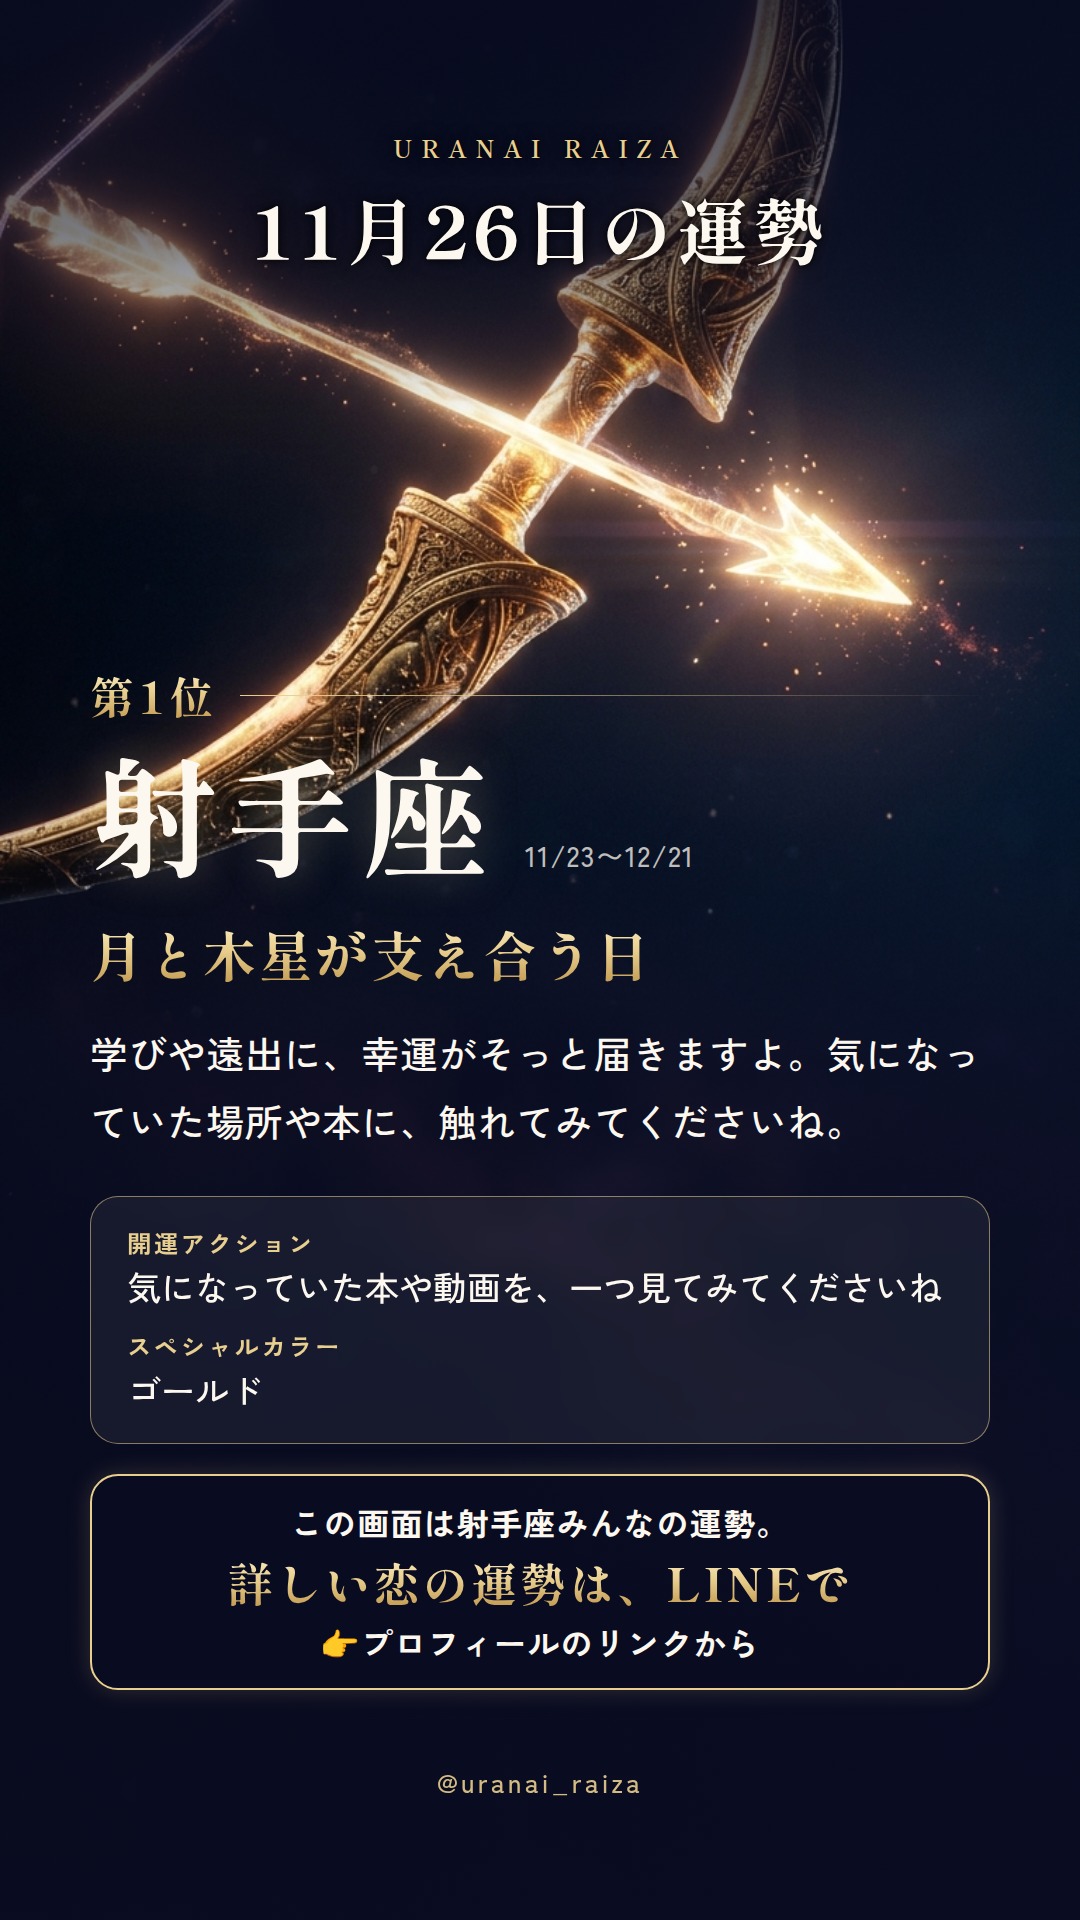 URANAI RAIZA
11月26日の運勢
第1位
射手座 11/23〜12/21
月と木星が支え合う日
学びや遠出に、幸運がそっと届きますよ。気になっ
ていた場所や本に、触れてみてくださいね。
開運アクション
気になっていた本や動画を、一つ見てみてくださいね
スペシャルカラー
ゴールド
この画面は射手座みんなの運勢。
詳しい恋の運勢は、LINEで
👉プロフィールのリンクから
@uranai_raiza